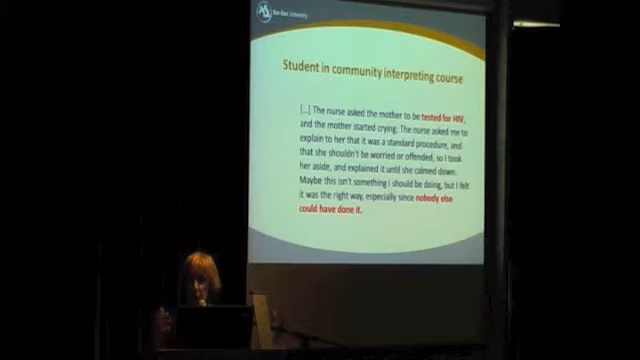 Bar-Ilan University
Student in community interpreting course
[...] The nurse asked the mother to be tested for HIV,
and the mother started crying. The nurse asked me to
explain to her that it was a standard procedure, and
that she shouldn't be worried or offended, so I took
her aside, and explained it until she calmed down.
Maybe this isn't something I should be doing, but I felt
it was the right way, especially since nobody else
could have done it.